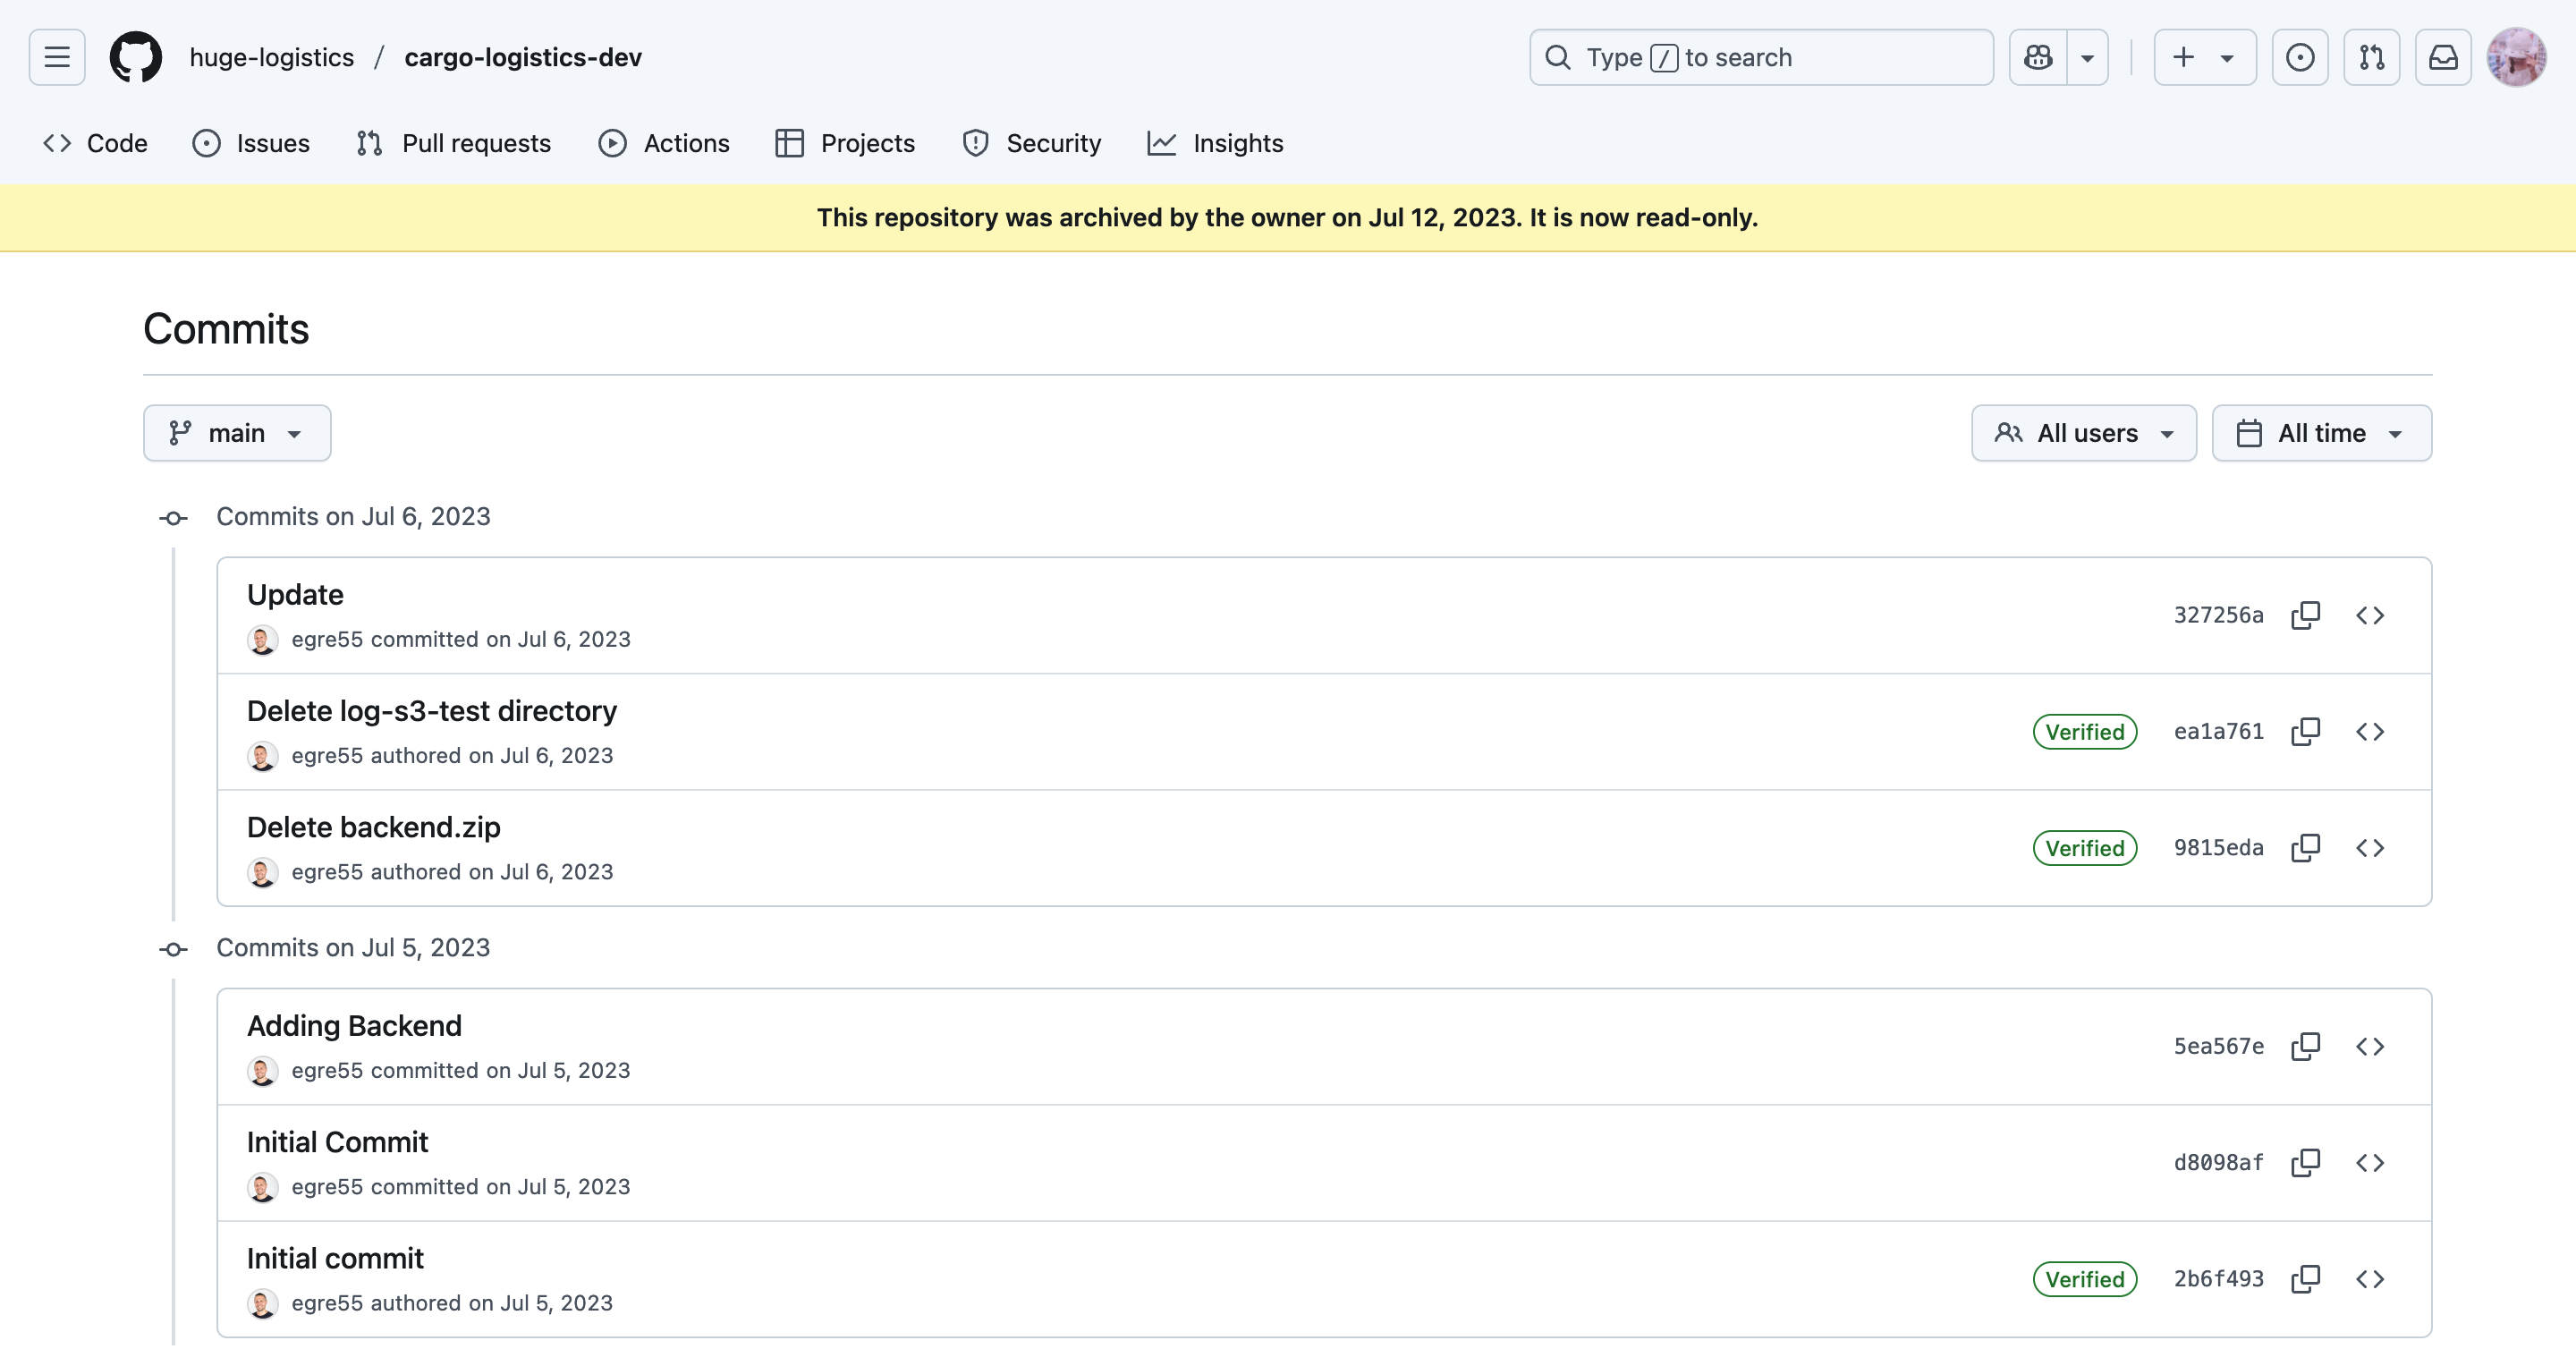 huge-logistics / cargo-logistics-dev
Type / to search
Code Issues Pull requests Actions Projects Security Insights
This repository was archived by the owner on Jul 12, 2023. It is now read-only.
Commits
main All users All time
Commits on Jul 6, 2023
Update
egre55 committed on Jul 6, 2023
327256a
Delete log-s3-test directory
egre55 authored on Jul 6, 2023
Verified ea1a761
Delete backend.zip
egre55 authored on Jul 6, 2023
Verified 9815eda
Commits on Jul 5, 2023
Adding Backend
egre55 committed on Jul 5, 2023
5ea567e
Initial Commit
egre55 committed on Jul 5, 2023
d8098af
Initial commit
egre55 authored on Jul 5, 2023
Verified 2b6f493